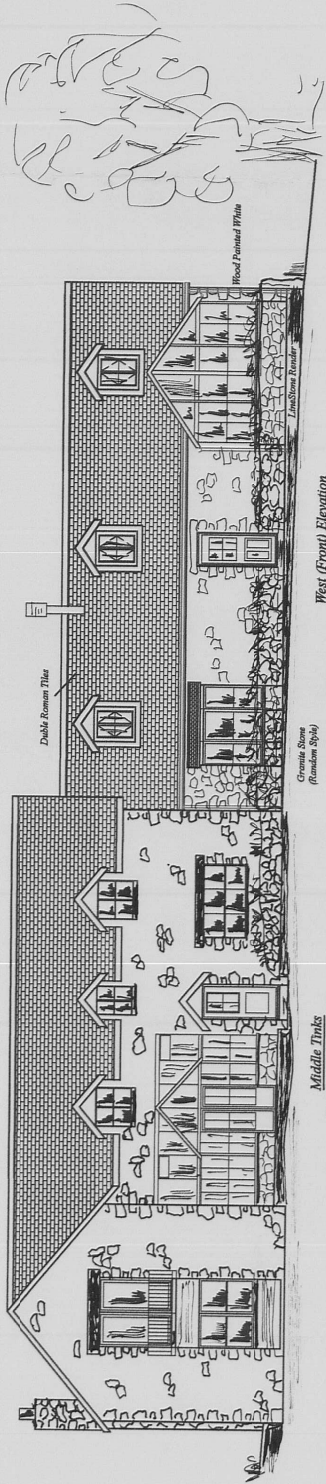 Duble Roman Tiles
Wood Painted White
LimeStone Render
Granite Stone
(Random Style)
Middle Tinks
West (Front) Elevation